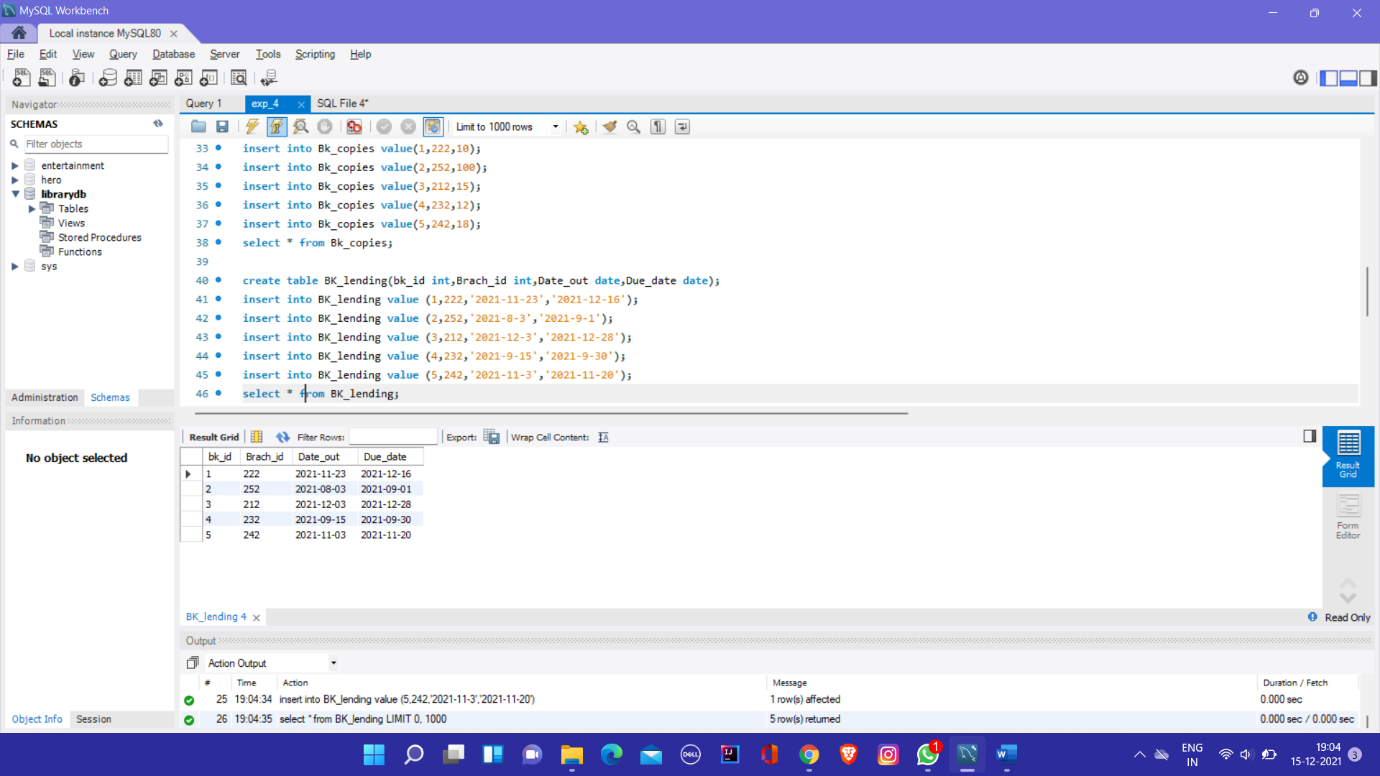 MySQL Workbench
Local instance MySQL80
File Edit View Query Database Server Tools Scripting Help
Navigator
SCHEMAS
Filter objects
entertainment
hero
librarydb
Tables
Views
Stored Procedures
Functions
sys
Administration Schemas
Information
No object selected
Object Info Session
Query 1 exp_4 SQL File 4*
Limit to 1000 rows
33 insert into Bk_copies value(1,222,10);
34 insert into Bk_copies value(2,252,100);
35 insert into Bk_copies value(3,212,15);
36 insert into Bk_copies value(4,232,12);
37 insert into Bk_copies value(5,242,18);
38 select * from Bk_copies;
39
40 create table BK_lending(bk_id int,Brach_id int,Date_out date,Due_date date);
41 insert into BK_lending value (1,222,'2021-11-23','2021-12-16');
42 insert into BK_lending value (2,252,'2021-8-3','2021-9-1');
43 insert into BK_lending value (3,212,'2021-12-3','2021-12-28');
44 insert into BK_lending value (4,232,'2021-9-15','2021-9-30');
45 insert into BK_lending value (5,242,'2021-11-3','2021-11-20');
46 select * from BK_lending;
Result Grid Filter Rows: Export: Wrap Cell Content:
bk_id Brach_id Date_out Due_date
1 222 2021-11-23 2021-12-16
2 252 2021-08-03 2021-09-01
3 212 2021-12-03 2021-12-28
4 232 2021-09-15 2021-09-30
5 242 2021-11-03 2021-11-20
Result
Grid
Form
Editor
BK_lending 4
Read Only
Output
Action Output
# Time Action Message Duration / Fetch
25 19:04:34 insert into BK_lending value (5,242,'2021-11-3','2021-11-20') 1 row(s) affected 0.000 sec
26 19:04:35 select * from BK_lending LIMIT 0, 1000 5 row(s) returned 0.000 sec / 0.000 sec
DELL
IJ
1
W
ENG
IN
19:04
15-12-2021
3